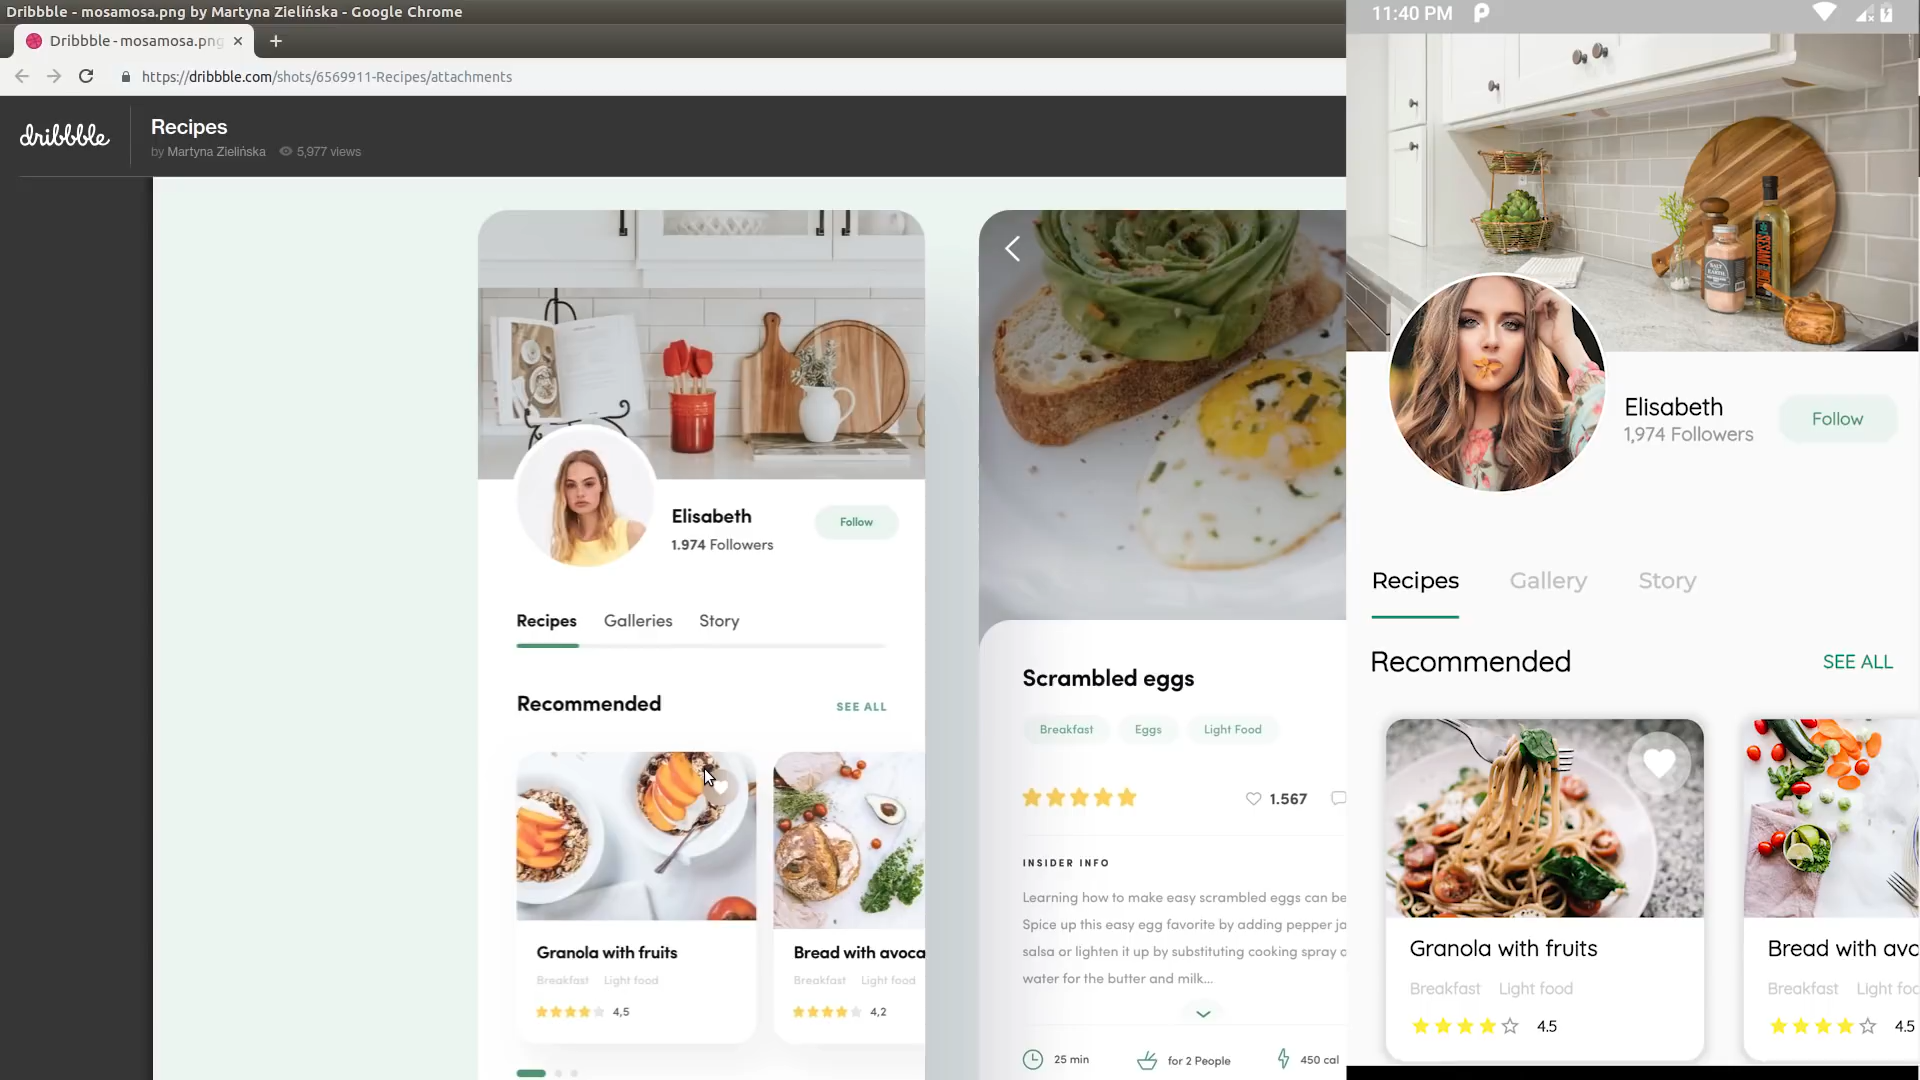 Dribbble - mosamosa.png by Martyna Zielińska - Google Chrome
Dribbble - mosamosa.png
https://dribbble.com/shots/6569911-Recipes/attachments
dribbble
Recipes
by Martyna Zielińska 5,977 views
Elisabeth
1.974 Followers
Follow
Recipes Galleries Story
Recommended
SEE ALL
Granola with fruits
Breakfast Light food
4,5
Bread with avoca
Breakfast Light food
4,2
Scrambled eggs
Breakfast Eggs Light Food
1.567
INSIDER INFO
Learning how to make easy scrambled eggs can be
Spice up this easy egg favorite by adding pepper ja
salsa or lighten it up by substituting cooking spray o
water for the butter and milk...
25 min for 2 People 450 cal
11:40 PM
Elisabeth
1,974 Followers
Follow
Recipes Gallery Story
Recommended
SEE ALL
Granola with fruits
Breakfast Light food
4.5
Bread with avo
Breakfast Light foo
4.5